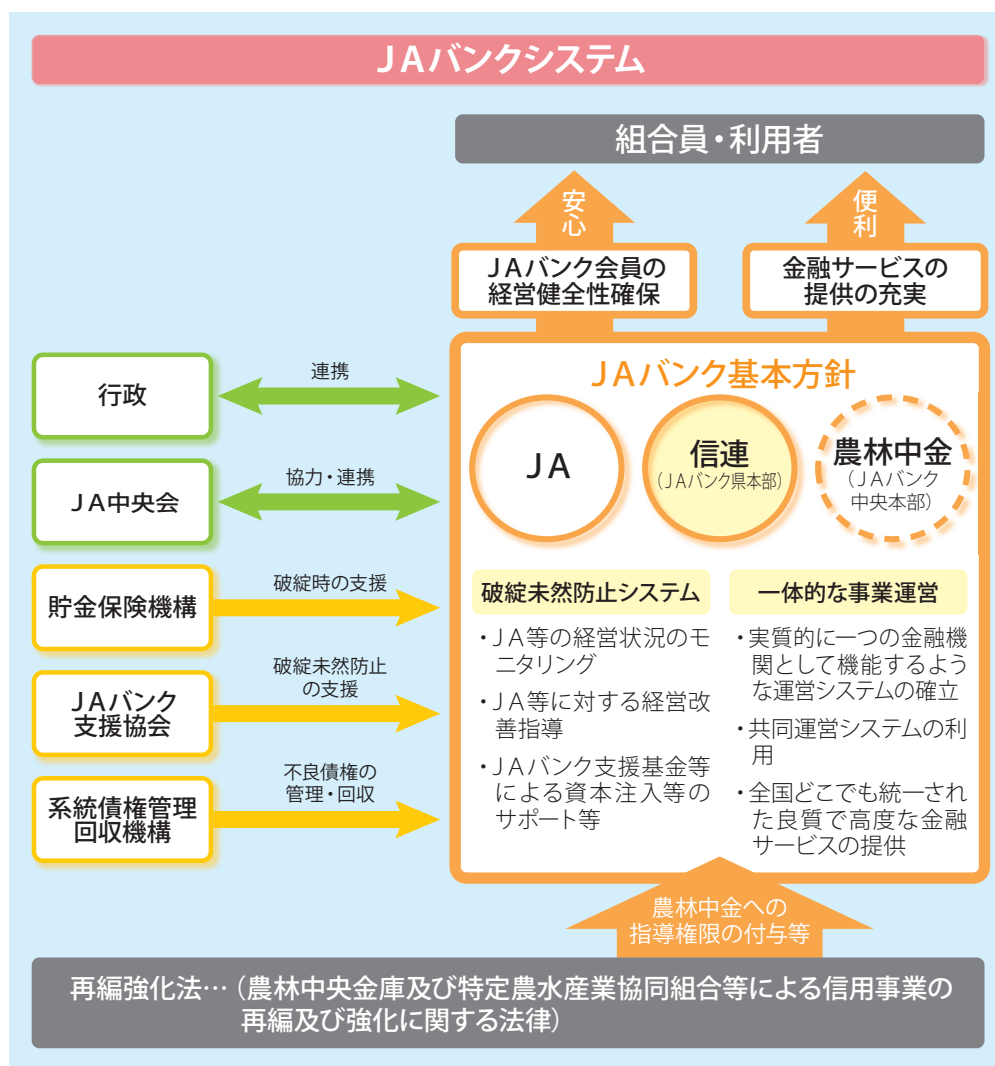 JAバンクシステム
組合員・利用者
安心
便利
JAバンク会員の
経営健全性確保
金融サービスの
提供の充実
行政
連携
JA中央会
協力・連携
貯金保険機構
破綻時の支援
JAバンク
支援協会
破綻未然防止
の支援
系統債権管理
回収機構
不良債権の
管理・回収
JAバンク基本方針
JA
信連
(JAバンク県本部)
農林中金
(JAバンク
中央本部)
破綻未然防止システム
・JA等の経営状況のモ
ニタリング
・JA等に対する経営改
善指導
・JAバンク支援基金等
による資本注入等の
サポート等
一体的な事業運営
・実質的に一つの金融機
関として機能するよう
な運営システムの確立
・共同運営システムの利
用
・全国どこでも統一され
た良質で高度な金融
サービスの提供
農林中金への
指導権限の付与等
再編強化法…(農林中央金庫及び特定農水産業協同組合等による信用事業の
再編及び強化に関する法律)